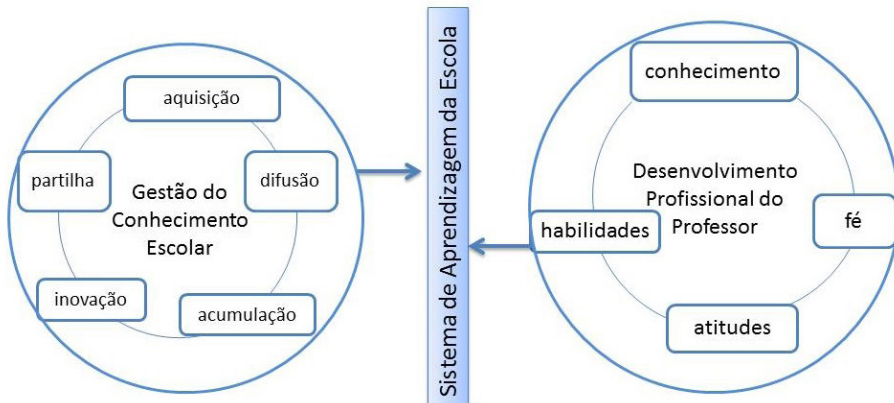 aquisição
partilha
difusão
Gestão do
Conhecimento
Escolar
inovação
acumulação
Sistema de Aprendizagem da Escola
conhecimento
Desenvolvimento
Profissional do
Professor
habilidades
fé
atitudes